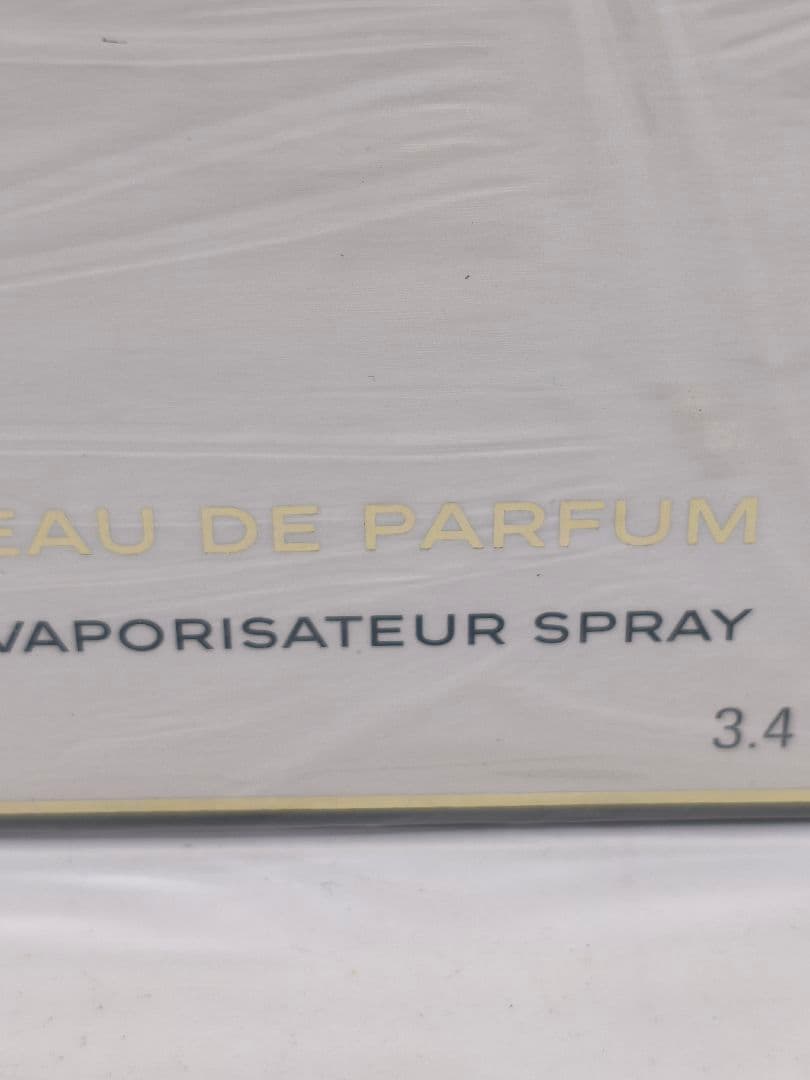 EAU DE PARFUM
VAPORISATEUR SPRAY
3.4